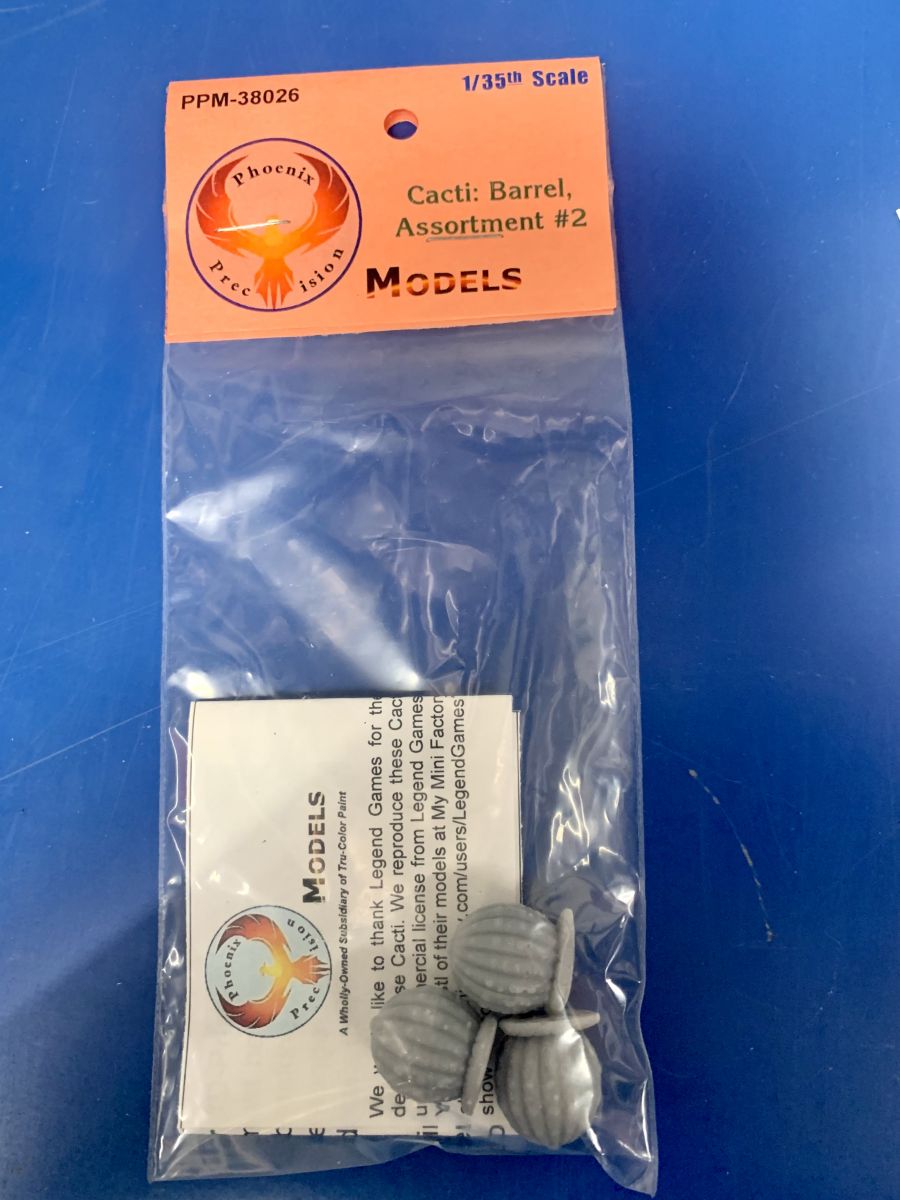 PPM-38026
1/35th Scale
Phoenix
Precision
Cacti: Barrel,
Assortment #2
MODELS
Phoenix
Precision
MODELS
A Wholly-Owned Subsidiary of Tru-Color Paint
We like to thank Legend Games for the
se Cacti. We reproduce these Cac
ercial license from Legend Games
of their models at My Mini Factor
.com/users/LegendGames
show